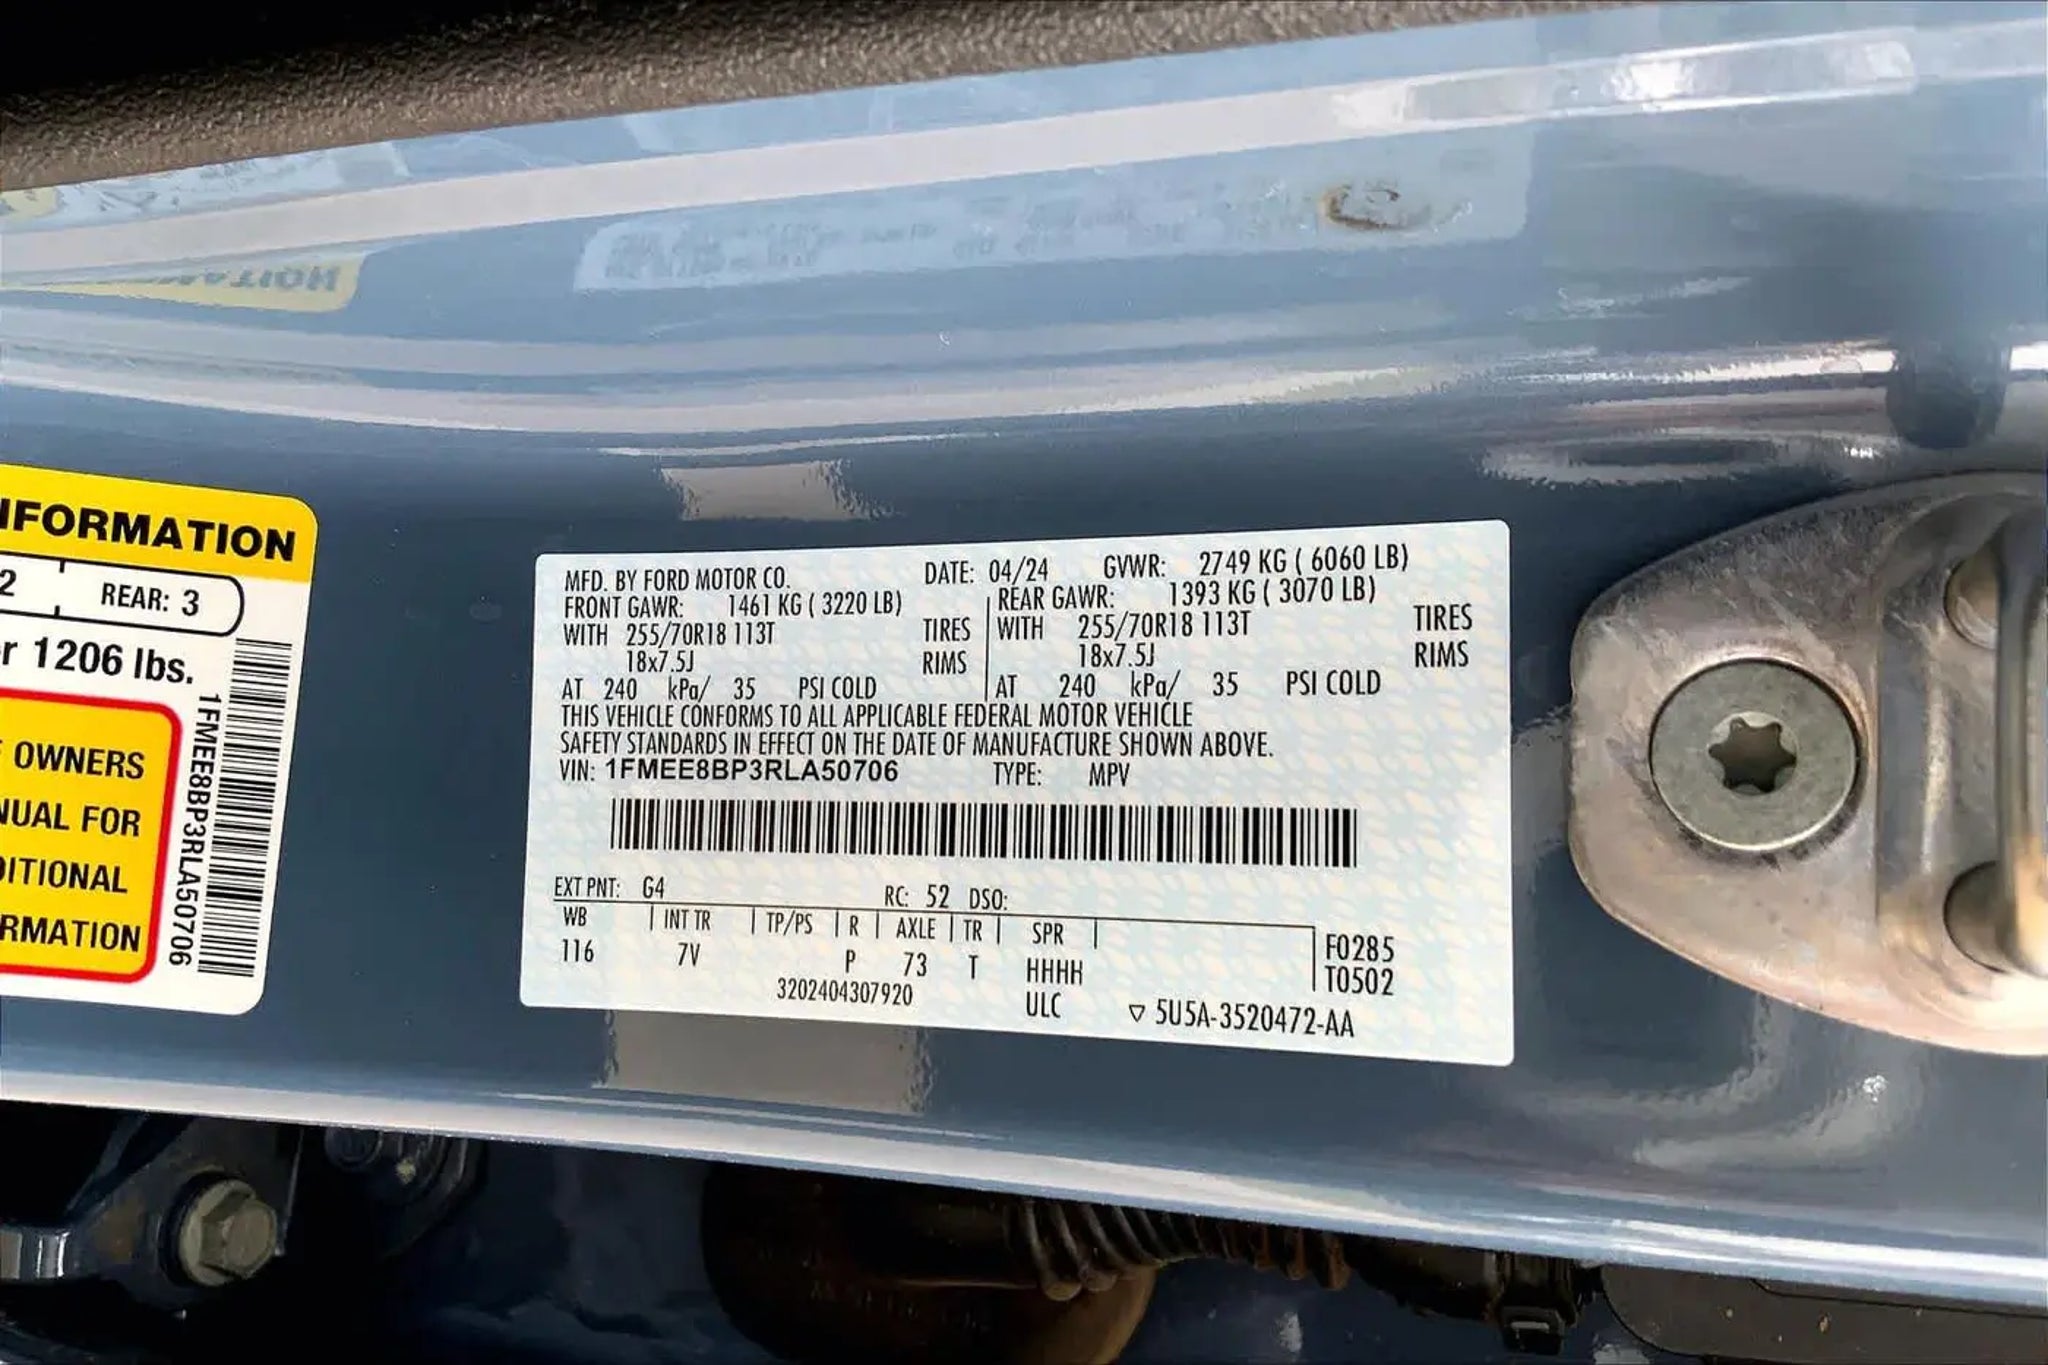 INFORMATION
2 REAR: 3
r 1206 lbs.
OWNERS
NUAL FOR
DITIONAL
RMATION
1FMEE8BP3RLA50706
MFD. BY FORD MOTOR CO. DATE: 04/24 GVWR: 2749 KG ( 6060 LB)
FRONT GAWR: 1461 KG ( 3220 LB) REAR GAWR: 1393 KG ( 3070 LB)
WITH 255/70R18 113T TIRES WITH 255/70R18 113T TIRES
18x7.5J RIMS 18x7.5J RIMS
AT 240 kPa/ 35 PSI COLD AT 240 kPa/ 35 PSI COLD
THIS VEHICLE CONFORMS TO ALL APPLICABLE FEDERAL MOTOR VEHICLE
SAFETY STANDARDS IN EFFECT ON THE DATE OF MANUFACTURE SHOWN ABOVE.
VIN: 1FMEE8BP3RLA50706 TYPE: MPV
EXT PNT: G4 RC: 52 DSO:
WB INT TR TP/PS R AXLE TR SPR F0285
116 7V P 73 T HHHH T0502
3202404307920 ULC ▽ 5U5A-3520472-AA